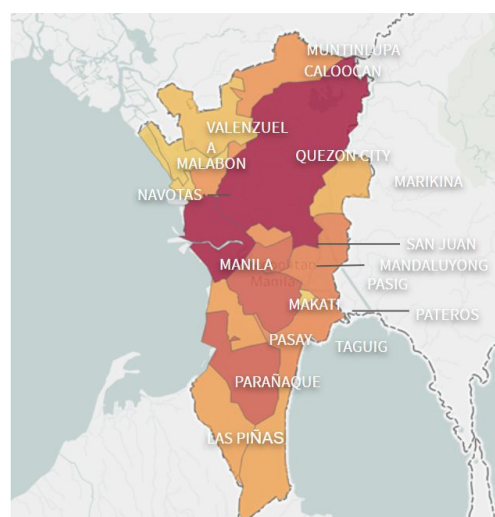 MUNTINLUPA
CALOOCAN
VALENZUEL
A
MALABON
QUEZON CITY
MARIKINA
NAVOTAS
SAN JUAN
MANILA
MANDALUYONG
Manila
PASIG
MAKATI
PATEROS
PASAY
TAGUIG
PARAÑAQUE
LAS PIÑAS